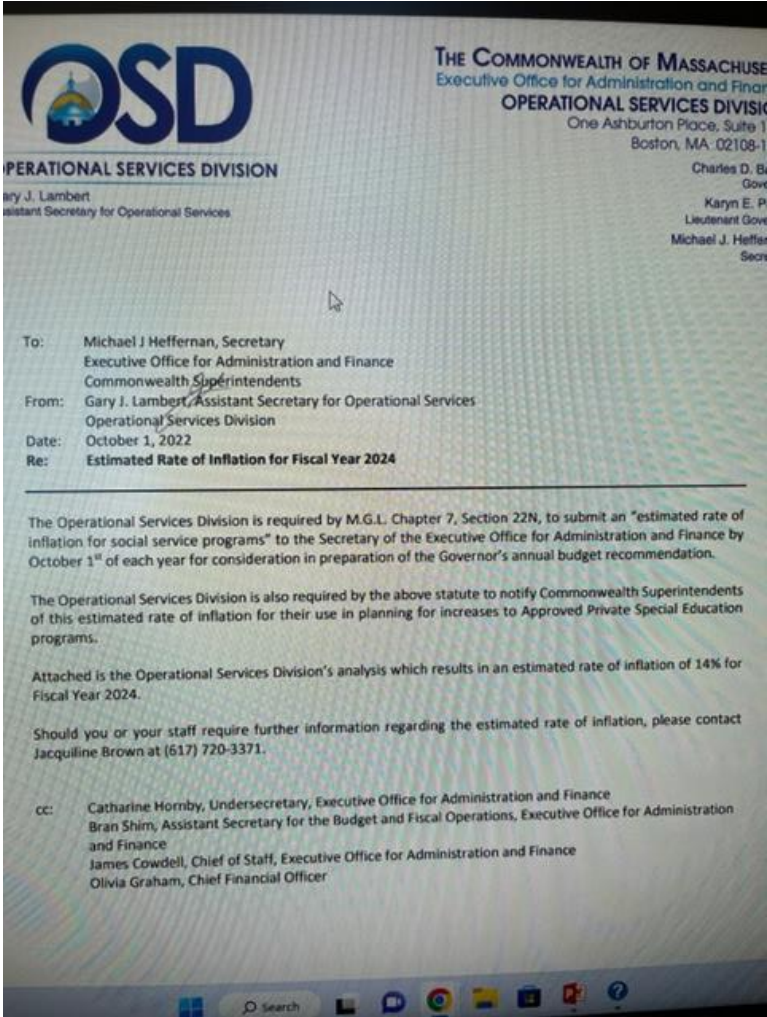 OSD
THE COMMONWEALTH OF MASSACHUSE
Executive Office for Administration and Finan
OPERATIONAL SERVICES DIVISIO
One Ashburton Place, Suite 1
Boston, MA 02108-1
PERATIONAL SERVICES DIVISION
ary J. Lambert
sistant Secretary for Operational Services
Charles D. Ba
Gove
Karyn E. P
Lieutenant Gove
Michael J. Heffer
Secre
To: Michael J Heffernan, Secretary
Executive Office for Administration and Finance
Commonwealth Superintendents
From: Gary J. Lambert, Assistant Secretary for Operational Services
Operational Services Division
Date: October 1, 2022
Re: Estimated Rate of Inflation for Fiscal Year 2024
The Operational Services Division is required by M.G.L. Chapter 7, Section 22N, to submit an "estimated rate of
inflation for social service programs" to the Secretary of the Executive Office for Administration and Finance by
October 1st of each year for consideration in preparation of the Governor's annual budget recommendation.
The Operational Services Division is also required by the above statute to notify Commonwealth Superintendents
of this estimated rate of inflation for their use in planning for increases to Approved Private Special Education
programs.
Attached is the Operational Services Division's analysis which results in an estimated rate of inflation of 14% for
Fiscal Year 2024.
Should you or your staff require further information regarding the estimated rate of inflation, please contact
Jacquiline Brown at (617) 720-3371.
cc: Catharine Hornby, Undersecretary, Executive Office for Administration and Finance
Bran Shim, Assistant Secretary for the Budget and Fiscal Operations, Executive Office for Administration
and Finance
James Cowdell, Chief of Staff, Executive Office for Administration and Finance
Olivia Graham, Chief Financial Officer
Search